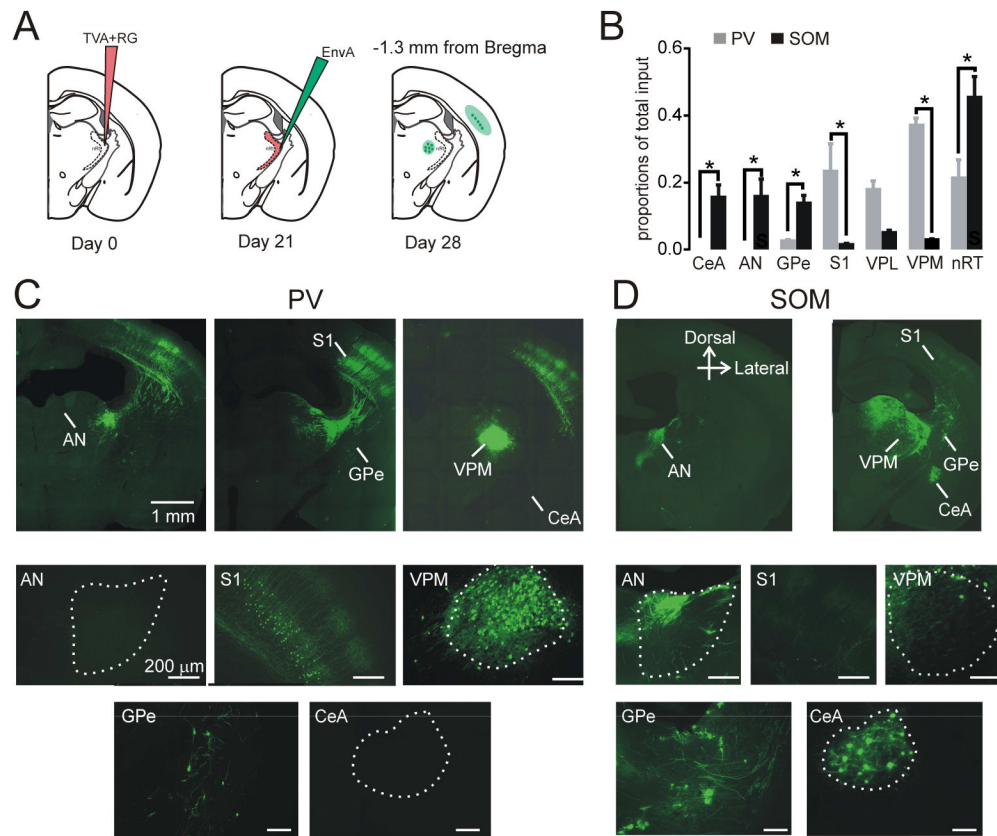 A
TVA+RG
EnvA
-1.3 mm from Bregma
nRt
nRt
nRt
Day 0
Day 21
Day 28
B
PV
SOM
proportions of total input
0.6
0.4
0.2
0.0
*
*
*
*
*
*
S
S
CeA
AN
GPe
S1
VPL
VPM
nRT
C
PV
AN
1 mm
S1
GPe
VPM
CeA
AN
200 µm
S1
VPM
GPe
CeA
D
SOM
Dorsal
Lateral
AN
S1
VPM
GPe
CeA
AN
S1
VPM
GPe
CeA